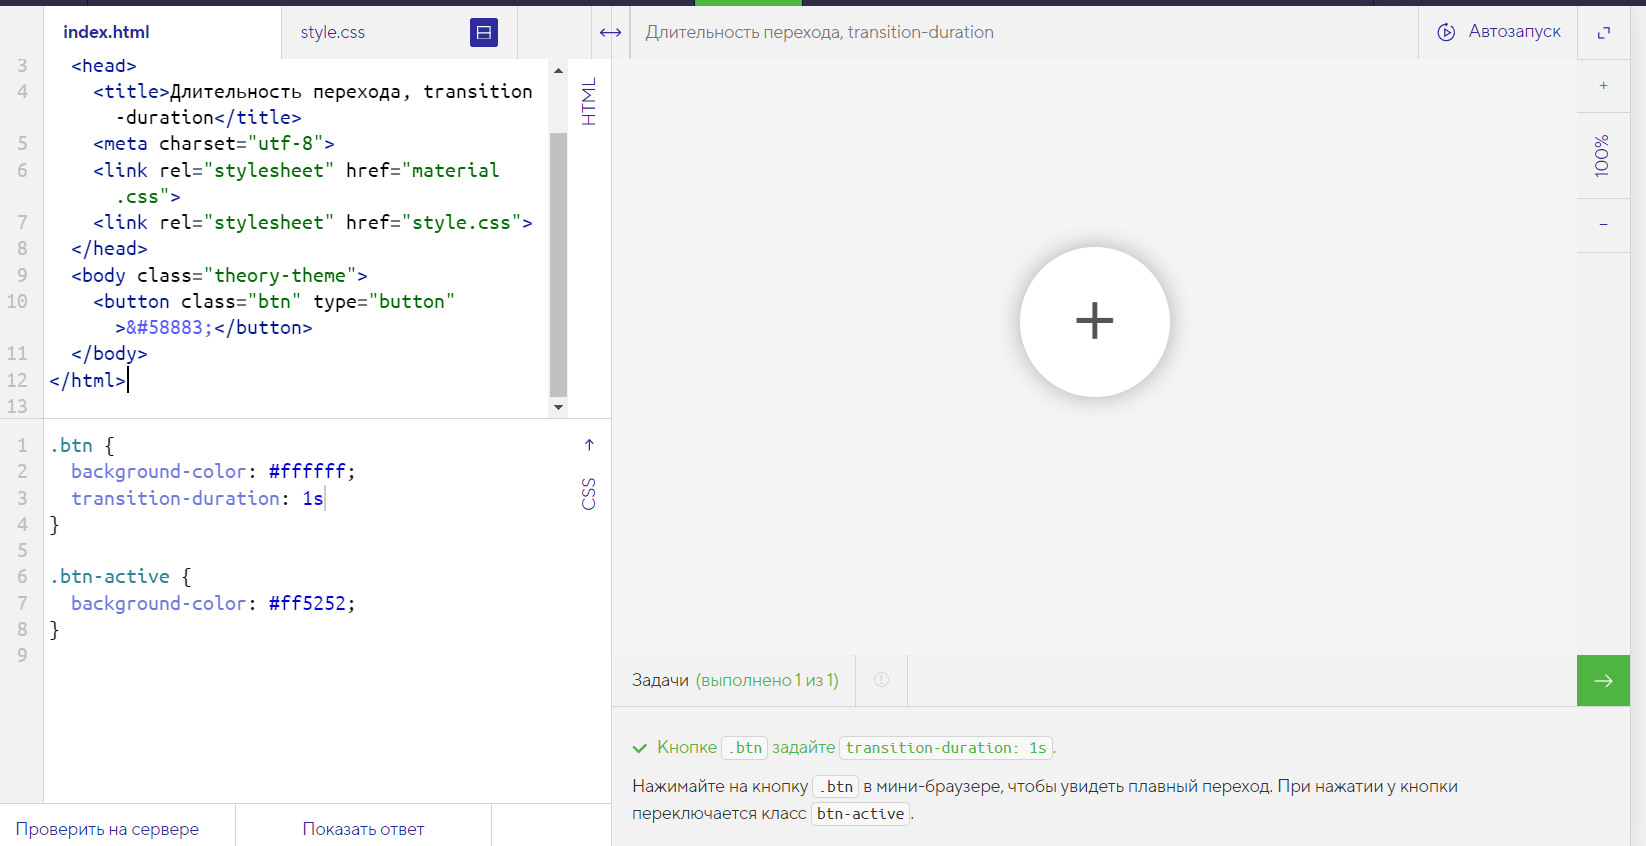 index.html
style.css
Длительность перехода, transition-duration
Автозапуск
3 <head>
4 <title>Длительность перехода, transition
-duration</title>
5 <meta charset="utf-8">
6 <link rel="stylesheet" href="material
.css">
7 <link rel="stylesheet" href="style.css">
8 </head>
9 <body class="theory-theme">
10 <button class="btn" type="button"
>&#58883;</button>
11 </body>
12 </html>
13
HTML
1 .btn {
2 background-color: #ffffff;
3 transition-duration: 1s
4 }
5
6 .btn-active {
7 background-color: #ff5252;
8 }
9
CSS
Проверить на сервере
Показать ответ
+
100%
−
+
Задачи (выполнено 1 из 1)
Кнопке .btn задайте transition-duration: 1s.
Нажимайте на кнопку .btn в мини-браузере, чтобы увидеть плавный переход. При нажатии у кнопки
переключается класс btn-active.